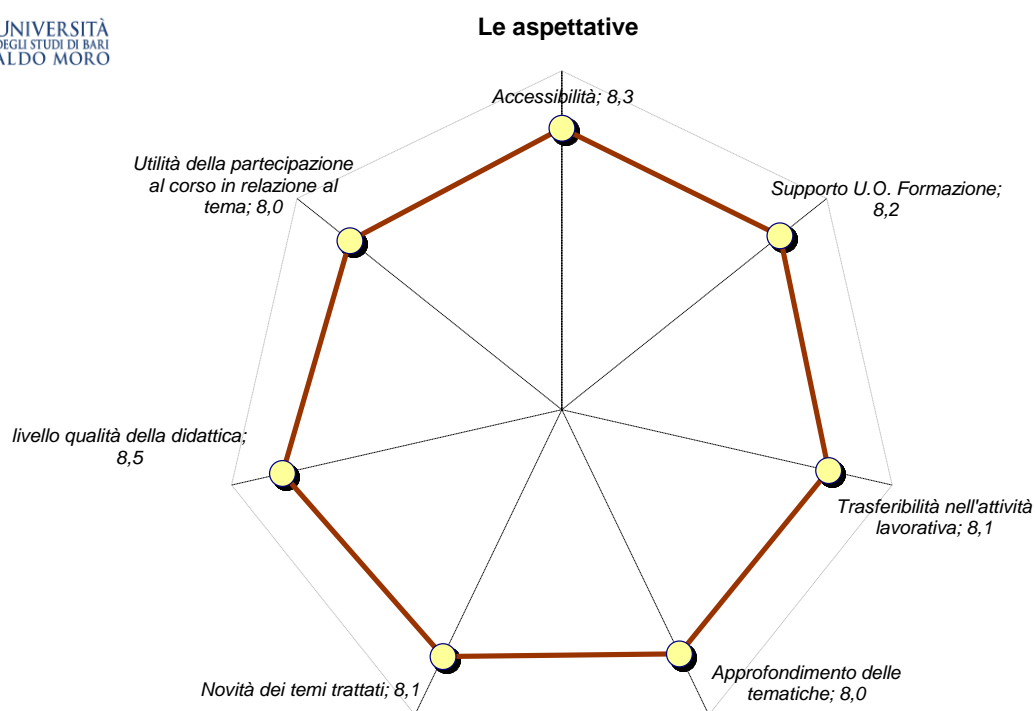 UNIVERSITÀ
DEGLI STUDI DI BARI
ALDO MORO
Le aspettative
Accessibilità; 8,3
Supporto U.O. Formazione;
8,2
Trasferibilità nell'attività
lavorativa; 8,1
Approfondimento delle
tematiche; 8,0
Novità dei temi trattati; 8,1
livello qualità della didattica;
8,5
Utilità della partecipazione
al corso in relazione al
tema; 8,0